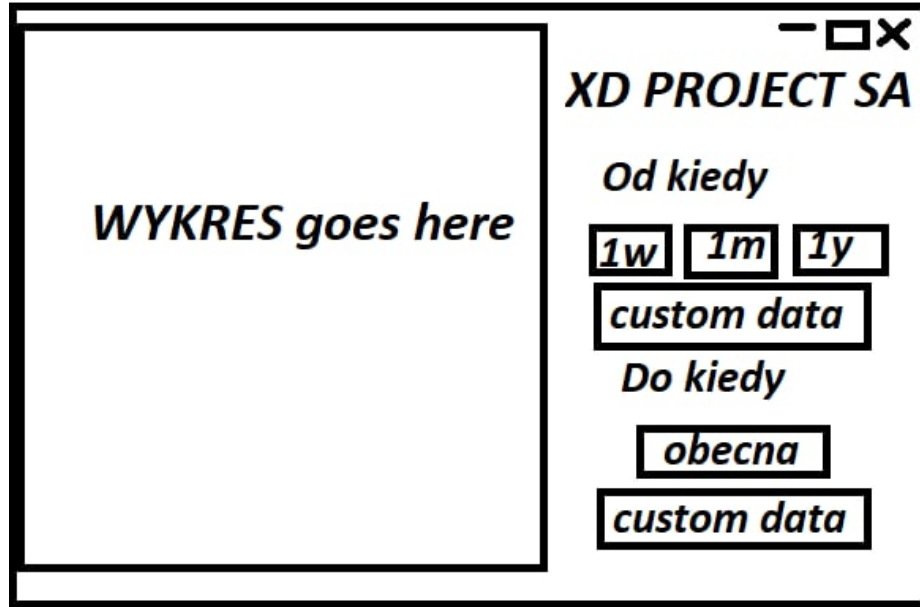 XD PROJECT SA
WYKRES goes here
Od kiedy
1w 1m 1y
custom data
Do kiedy
obecna
custom data